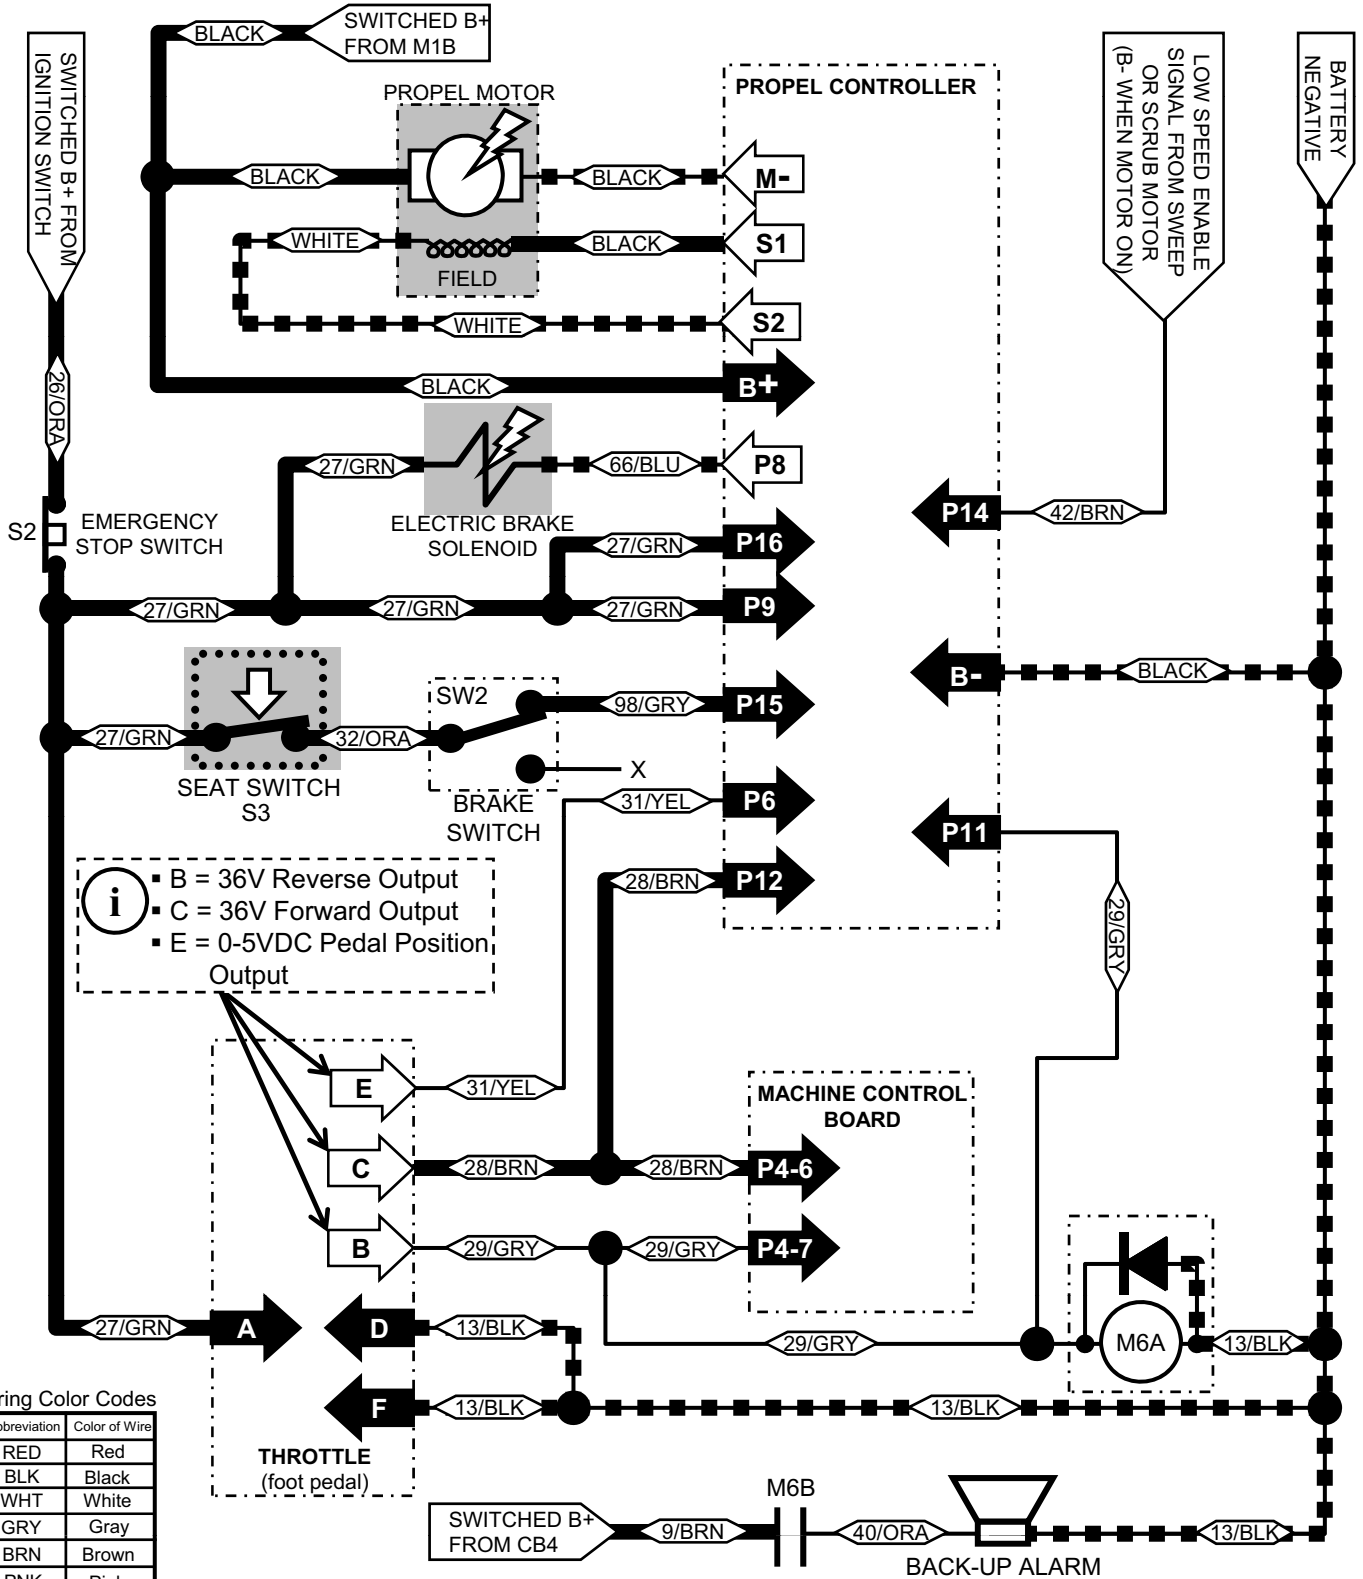 SWITCHED B+
FROM M1B
BLACK
SWITCHED B+ FROM
IGNITION SWITCH
PROPEL MOTOR
PROPEL CONTROLLER
LOW SPEED ENABLE
SIGNAL FROM SWEEP
OR SCRUB MOTOR
(B- WHEN MOTOR ON)
BATTERY
NEGATIVE
BLACK
BLACK
M-
WHITE
BLACK
S1
FIELD
WHITE
S2
26/ORA
BLACK
B+
27/GRN
66/BLU
P8
S2
EMERGENCY
STOP SWITCH
ELECTRIC BRAKE
SOLENOID
P14
42/BRN
27/GRN
P16
27/GRN
27/GRN
27/GRN
P9
B-
BLACK
SW2
98/GRY
P15
27/GRN
32/ORA
X
SEAT SWITCH
S3
BRAKE
SWITCH
31/YEL
P6
P11
28/BRN
P12
i
▪ B = 36V Reverse Output
▪ C = 36V Forward Output
▪ E = 0-5VDC Pedal Position
Output
29/GRY
E
31/YEL
MACHINE CONTROL
BOARD
C
28/BRN
28/BRN
P4-6
B
29/GRY
29/GRY
P4-7
27/GRN
A
D
13/BLK
29/GRY
M6A
13/BLK
F
13/BLK
13/BLK
THROTTLE
(foot pedal)
ring Color Codes
bbreviation Color of Wire
RED Red
BLK Black
WHT White
GRY Gray
BRN Brown
M6B
SWITCHED B+
FROM CB4
9/BRN
40/ORA
13/BLK
BACK-UP ALARM